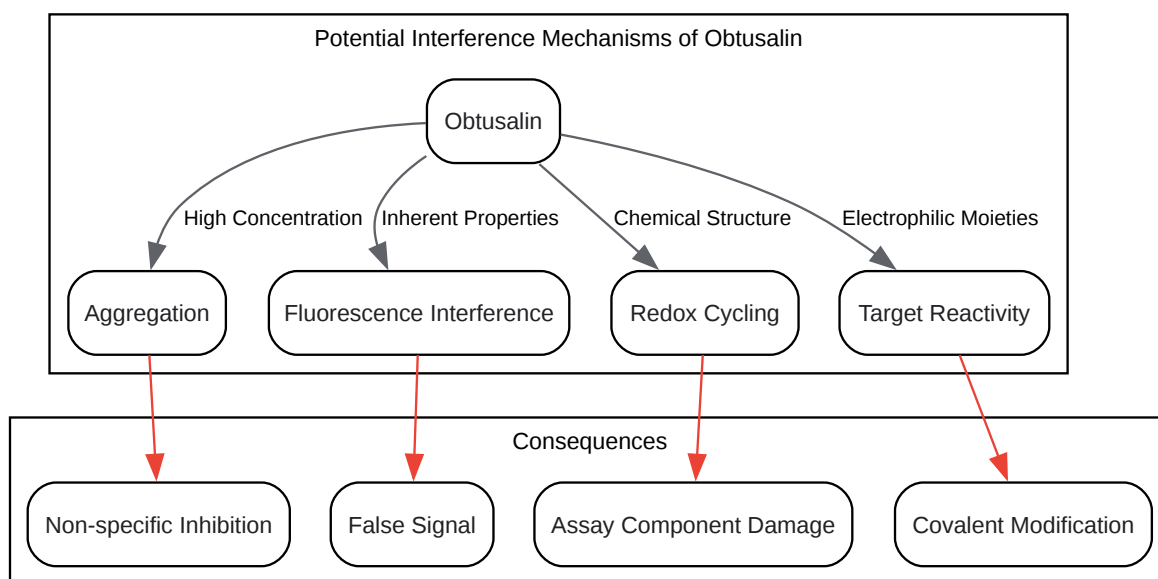 Potential Interference Mechanisms of Obtusalin
Obtusalin
High Concentration
Inherent Properties
Chemical Structure
Electrophilic Moieties
Aggregation
Fluorescence Interference
Redox Cycling
Target Reactivity
Consequences
Non-specific Inhibition
False Signal
Assay Component Damage
Covalent Modification